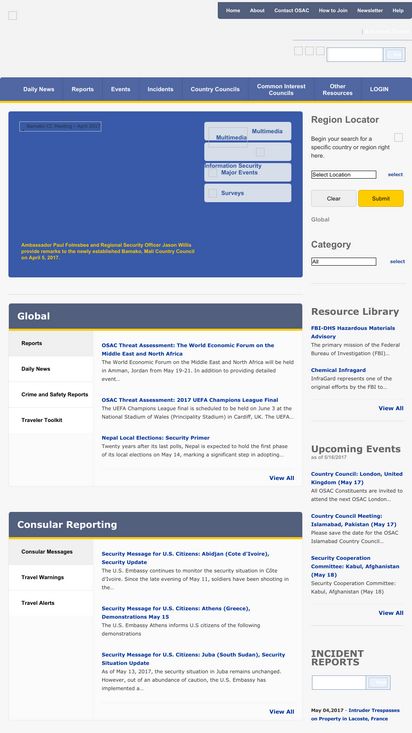 Home About Contact OSAC How to Join Newsletter Help
Daily News Reports Events Incidents Country Councils Common Interest Councils Other Resources LOGIN
Bamako CC Meeting - April 2017
Multimedia
Multimedia
Information Security
Major Events
Surveys
Ambassador Paul Folmsbee and Regional Security Officer Jason Willis
provide remarks to the newly established Bamako, Mali Country Council
on April 5, 2017.
Region Locator
Begin your search for a
specific country or region right
here.
Select Location select
Clear Submit
Global
Category
All select
Global
Reports
Daily News
Crime and Safety Reports
Traveler Toolkit
OSAC Threat Assessment: The World Economic Forum on the
Middle East and North Africa
The World Economic Forum on the Middle East and North Africa will be held
in Amman, Jordan from May 19-21. In addition to providing detailed
event...
OSAC Threat Assessment: 2017 UEFA Champions League Final
The UEFA Champions League final is scheduled to be held on June 3 at the
National Stadium of Wales (Principality Stadium) in Cardiff, UK. The UEFA...
Nepal Local Elections: Security Primer
Twenty years after its last polls, Nepal is expected to hold the first phase
of its local elections on May 14, marking a significant step in adopting...
View All
Resource Library
FBI-DHS Hazardous Materials
Advisory
The primary mission of the Federal
Bureau of Investigation (FBI)...
Chemical Infragard
InfraGard represents one of the
original efforts by the FBI to...
View All
Upcoming Events
as of 5/16/2017
Country Council: London, United
Kingdom (May 17)
All OSAC Constituents are invited to
attend the next OSAC London...
Country Council Meeting:
Islamabad, Pakistan (May 17)
Please save the date for the OSAC
Islamabad Country Council...
Security Cooperation
Committee: Kabul, Afghanistan
(May 18)
Security Cooperation Committee:
Kabul, Afghanistan (May 18)
View All
Consular Reporting
Consular Messages
Travel Warnings
Travel Alerts
Security Message for U.S. Citizens: Abidjan (Cote d'Ivoire),
Security Update
The U.S. Embassy continues to monitor the security situation in Côte
d'Ivoire. Since the late evening of May 11, soldiers have been shooting in
the...
Security Message for U.S. Citizens: Athens (Greece),
Demonstrations May 15
The U.S. Embassy Athens informs U.S citizens of the following
demonstrations
Security Message for U.S. Citizens: Juba (South Sudan), Security
Situation Update
As of May 13, 2017, the security situation in Juba remains unchanged.
However, out of an abundance of caution, the U.S. Embassy has
implemented a...
View All
INCIDENT
REPORTS
May 04,2017 - Intruder Trespasses
on Property in Lacoste, France